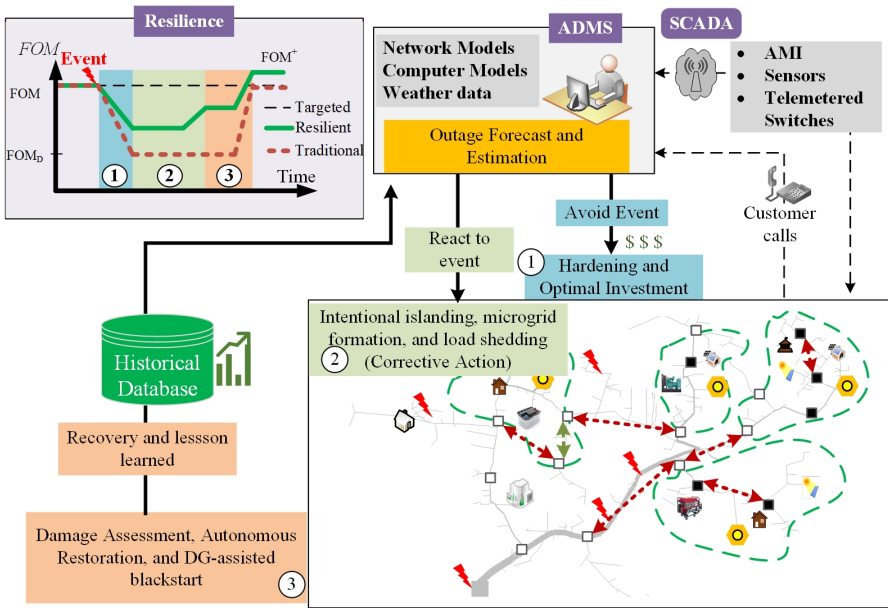 Resilience
FOM
Event
FOM⁺
FOM
Targeted
Resilient
Traditional
FOM_D
1
2
3
Time
ADMS
SCADA
Network Models
Computer Models
Weather data
Outage Forecast and
Estimation
• AMI
• Sensors
• Telemetered
Switches
Customer
calls
Avoid Event
React to
event
$ $ $
1
Hardening and
Optimal Investment
Intentional islanding, microgrid
formation, and load shedding
(Corrective Action)
2
Historical
Database
Recovery and lessson
learned
Damage Assessment, Autonomous
Restoration, and DG-assisted
blackstart
3